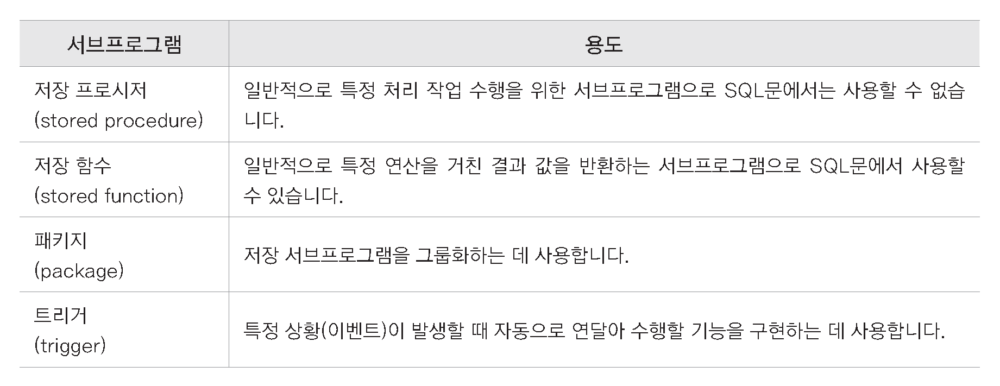 서브프로그램
용도
저장 프로시저
(stored procedure)
일반적으로 특정 처리 작업 수행을 위한 서브프로그램으로 SQL문에서는 사용할 수 없습
니다.
저장 함수
(stored function)
일반적으로 특정 연산을 거친 결과 값을 반환하는 서브프로그램으로 SQL문에서 사용할
수 있습니다.
패키지
(package)
저장 서브프로그램을 그룹화하는 데 사용합니다.
트리거
(trigger)
특정 상황(이벤트)이 발생할 때 자동으로 연달아 수행할 기능을 구현하는 데 사용합니다.